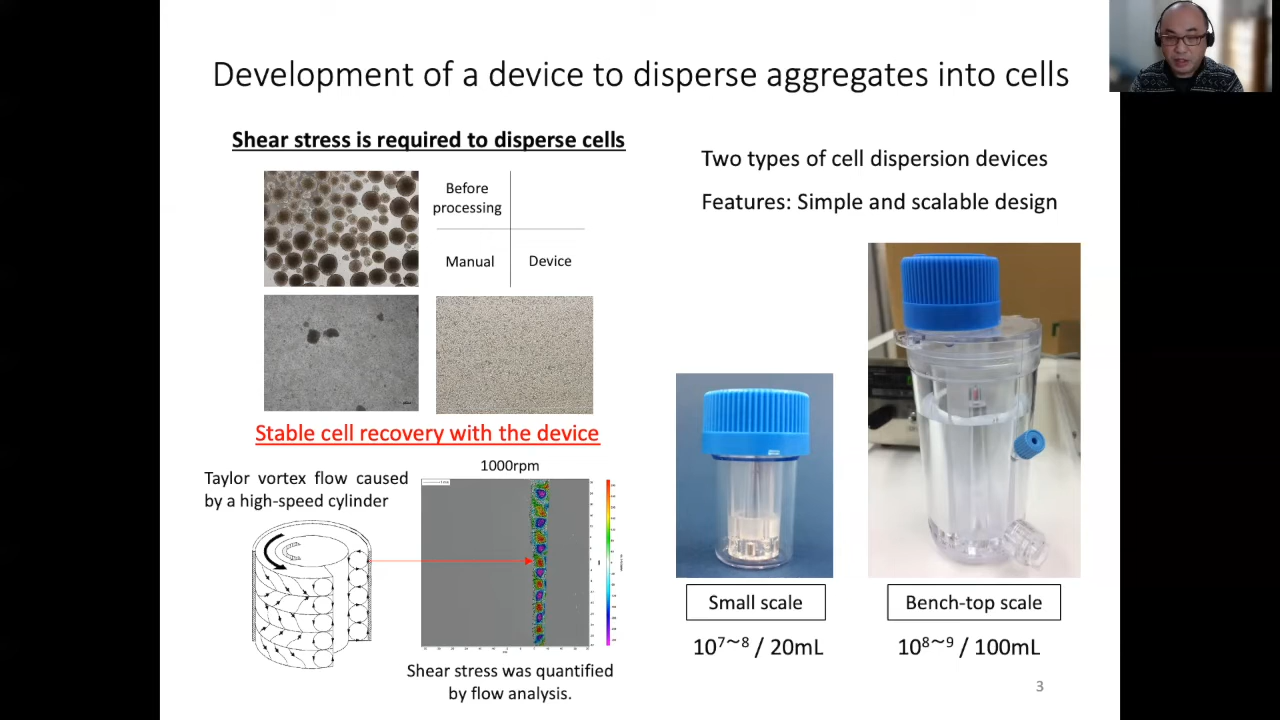 Development of a device to disperse aggregates into cells
Shear stress is required to disperse cells
Before
processing
Manual
Device
Stable cell recovery with the device
Taylor vortex flow caused
by a high-speed cylinder
1000rpm
Shear stress was quantified
by flow analysis.
Two types of cell dispersion devices
Features: Simple and scalable design
Small scale
10⁷~⁸ / 20mL
Bench-top scale
10⁸~⁹ / 100mL
3